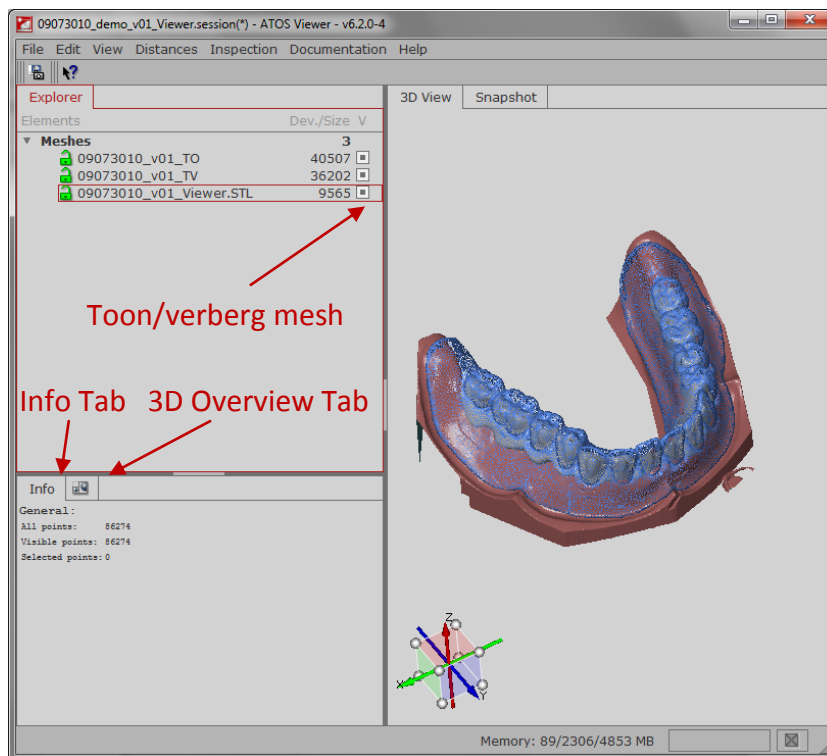 09073010_demo_v01_Viewer.session(*) - ATOS Viewer - v6.2.0-4
File Edit View Distances Inspection Documentation Help
Explorer
3D View Snapshot
Elements Dev./Size V
Meshes 3
09073010_v01_TO 40507
09073010_v01_TV 36202
09073010_v01_Viewer.STL 9565
Toon/verberg mesh
Info Tab 3D Overview Tab
Info
General:
All points: 86274
Visible points: 86274
Selected points: 0
Z
X
Y
Memory: 89/2306/4853 MB